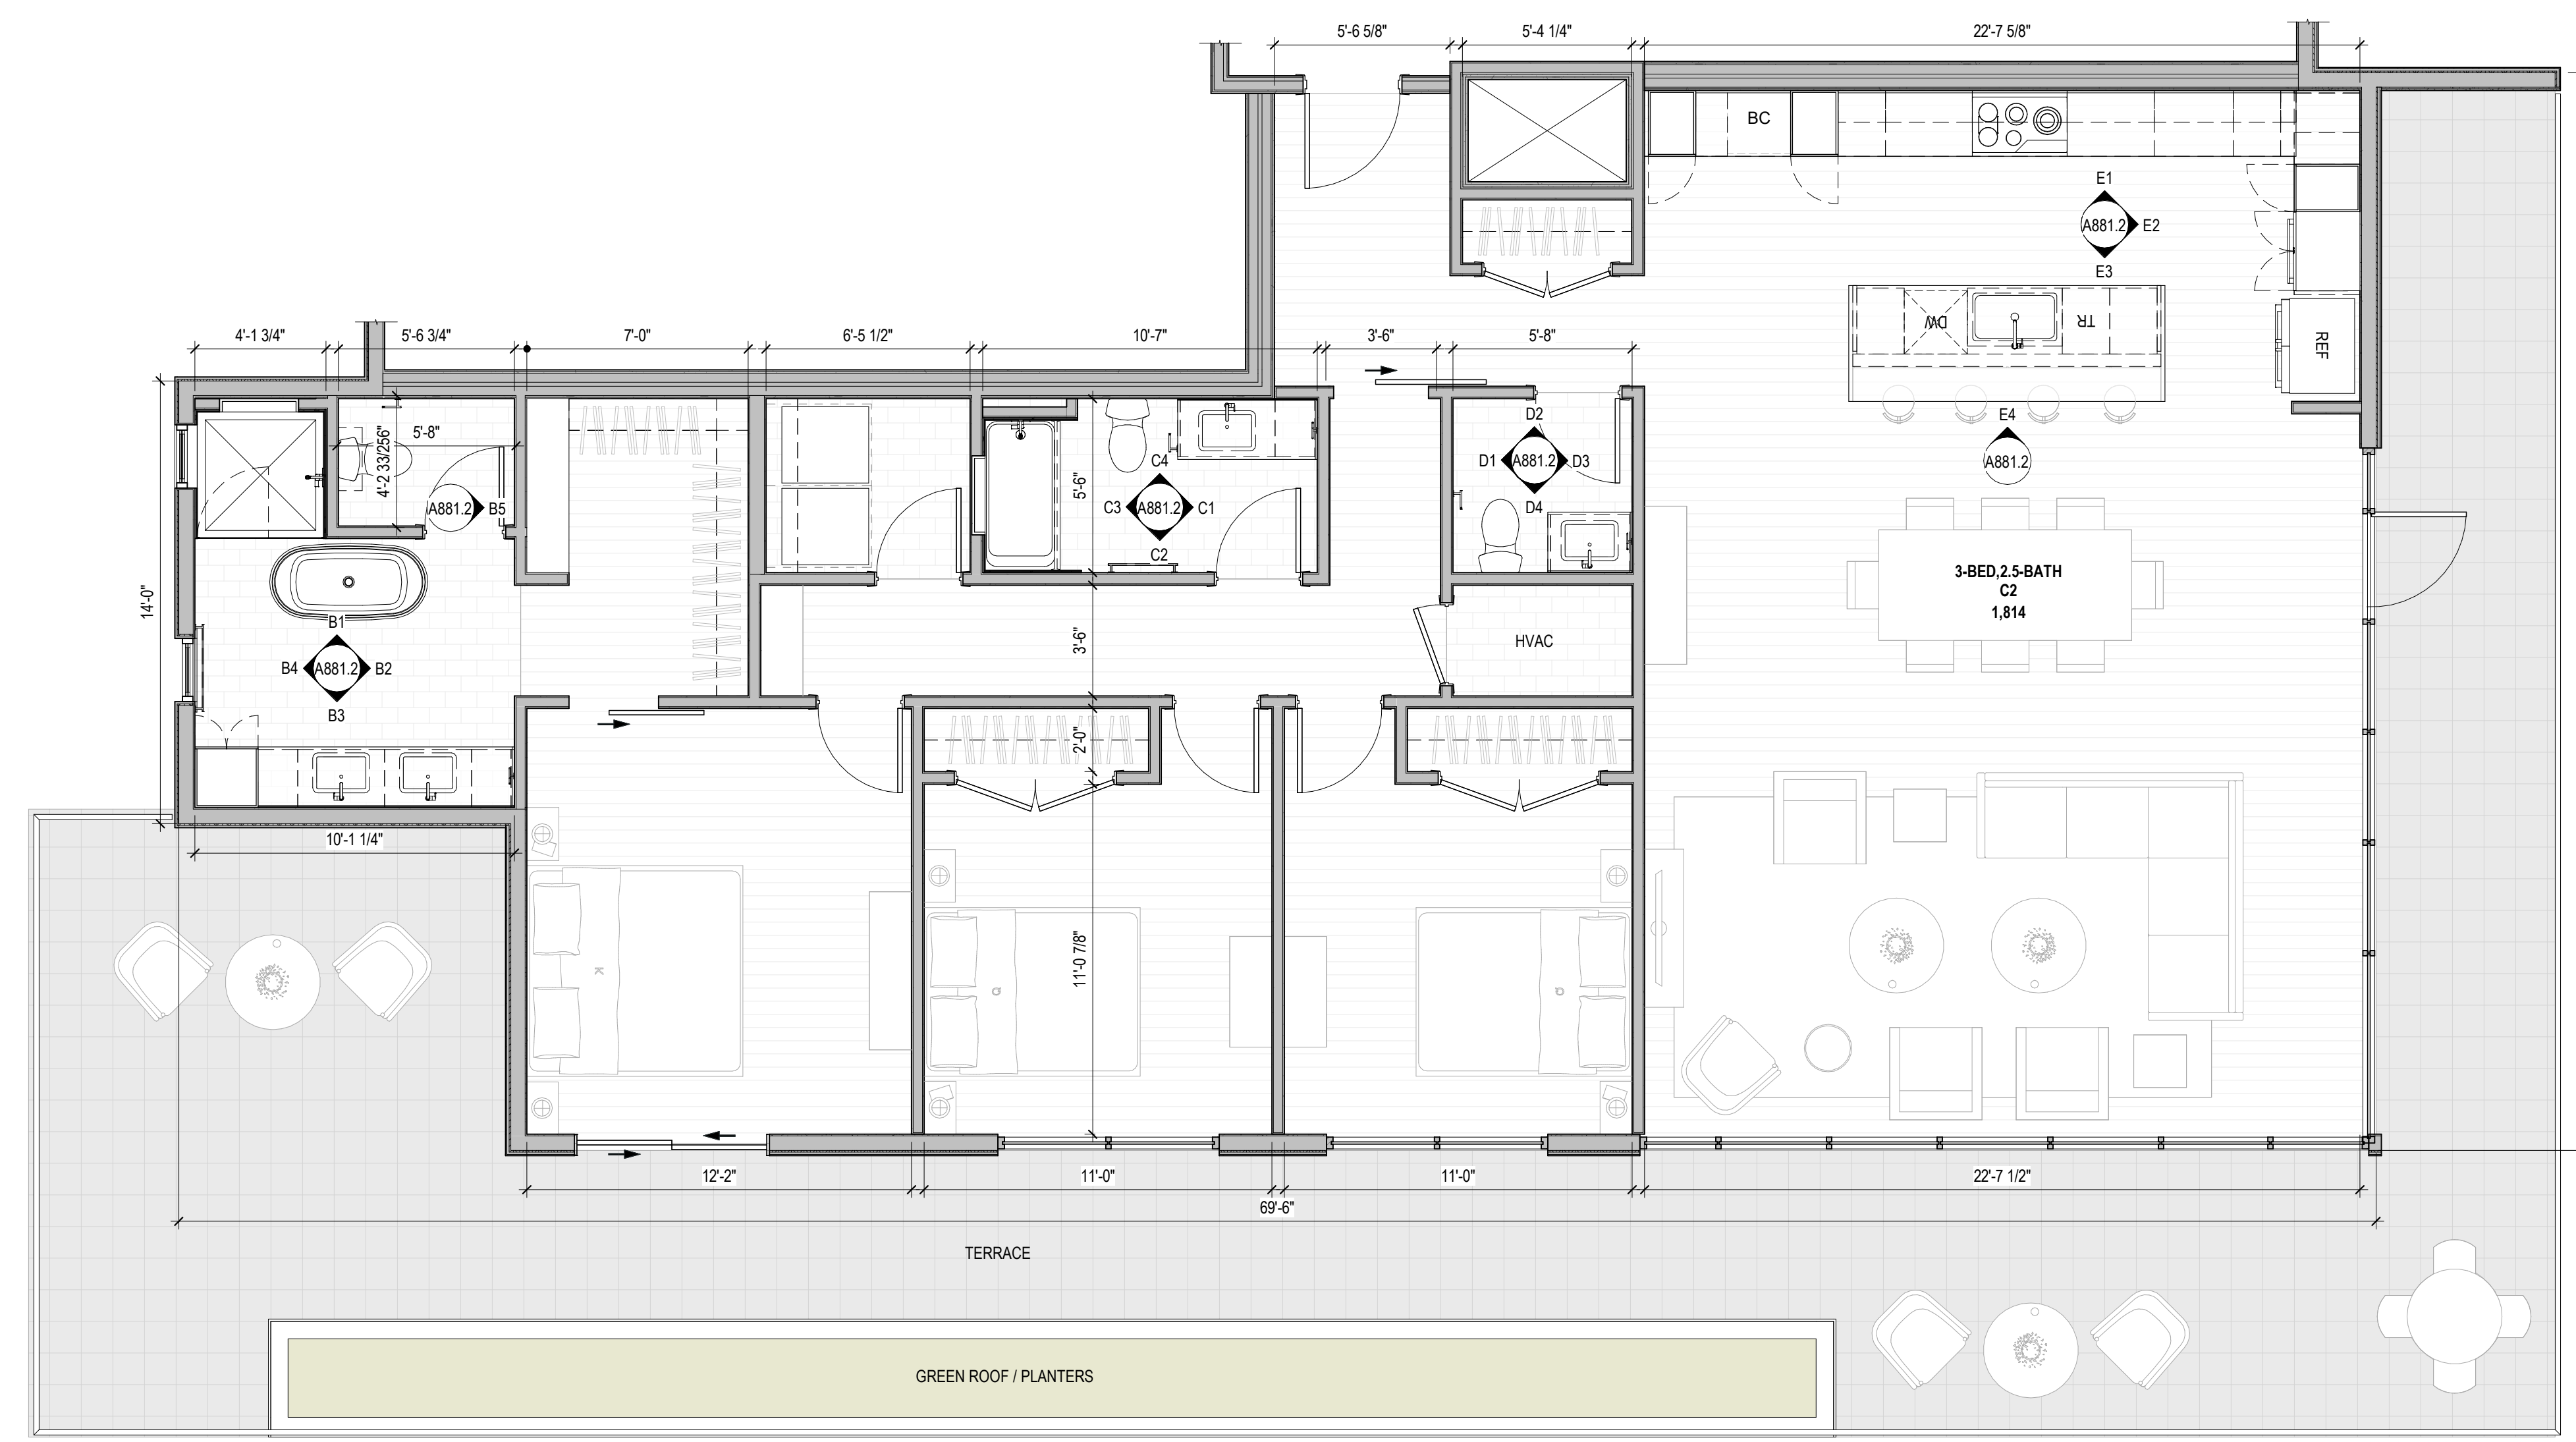 5'-6 5/8"
5'-4 1/4"
22'-7 5/8"
BC
E1
A881.2
E2
E3
DW
TR
REF
4'-1 3/4"
5'-6 3/4"
7'-0"
6'-5 1/2"
10'-7"
3'-6"
5'-8"
E4
A881.2
4'-2 33/256"
5'-8"
A881.2
B5
5'-6"
C4
C3
A881.2
C1
C2
D2
D1
A881.2
D3
D4
14'-0"
3-BED,2.5-BATH
C2
1,814
B1
B4
A881.2
B2
B3
3'-6"
HVAC
2'-0"
10'-1 1/4"
11'-0 7/8"
K
Q
Q
12'-2"
11'-0"
11'-0"
22'-7 1/2"
69'-6"
TERRACE
GREEN ROOF / PLANTERS